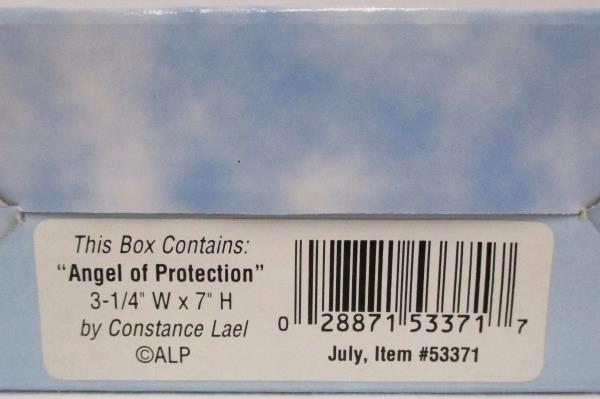 This Box Contains:
"Angel of Protection"
3-1/4" W x 7" H
by Constance Lael
©ALP
0 28871 53371 7
July, Item #53371